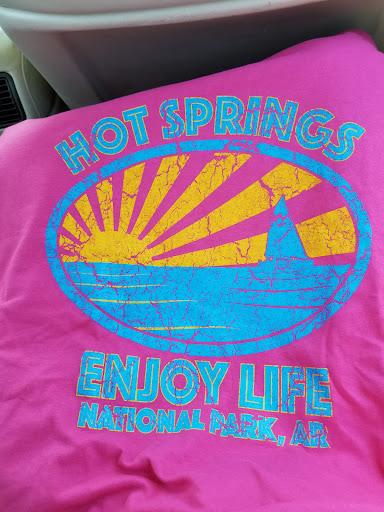 HOT SPRINGS
ENJOY LIFE
NATIONAL PARK, AR